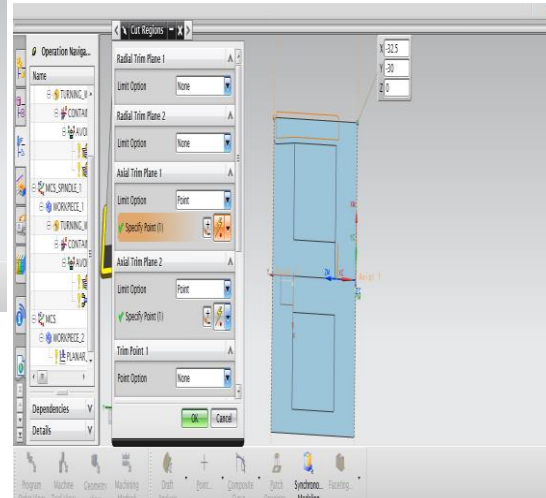 Cut Regions
Operation Naviga...
Name
TURNING_W
CONTAI
AVOI
MCS_SPINDLE_1
WORKPIECE_1
TURNING_W
CONTAI
AVOI
MCS
WORKPIECE_2
PLANAR_
Dependencies
Details
Radial Trim Plane 1
Limit Option None
Radial Trim Plane 2
Limit Option None
Axial Trim Plane 1
Limit Option Point
Specify Point (1)
Axial Trim Plane 2
Limit Option Point
Specify Point (1)
Trim Point 1
Point Option None
OK Cancel
X -32.5
Y -30
Z 0
Axial 1
Program Machine Geometry Machining Draft Point... Composite Patch Synchrono... Faceting...